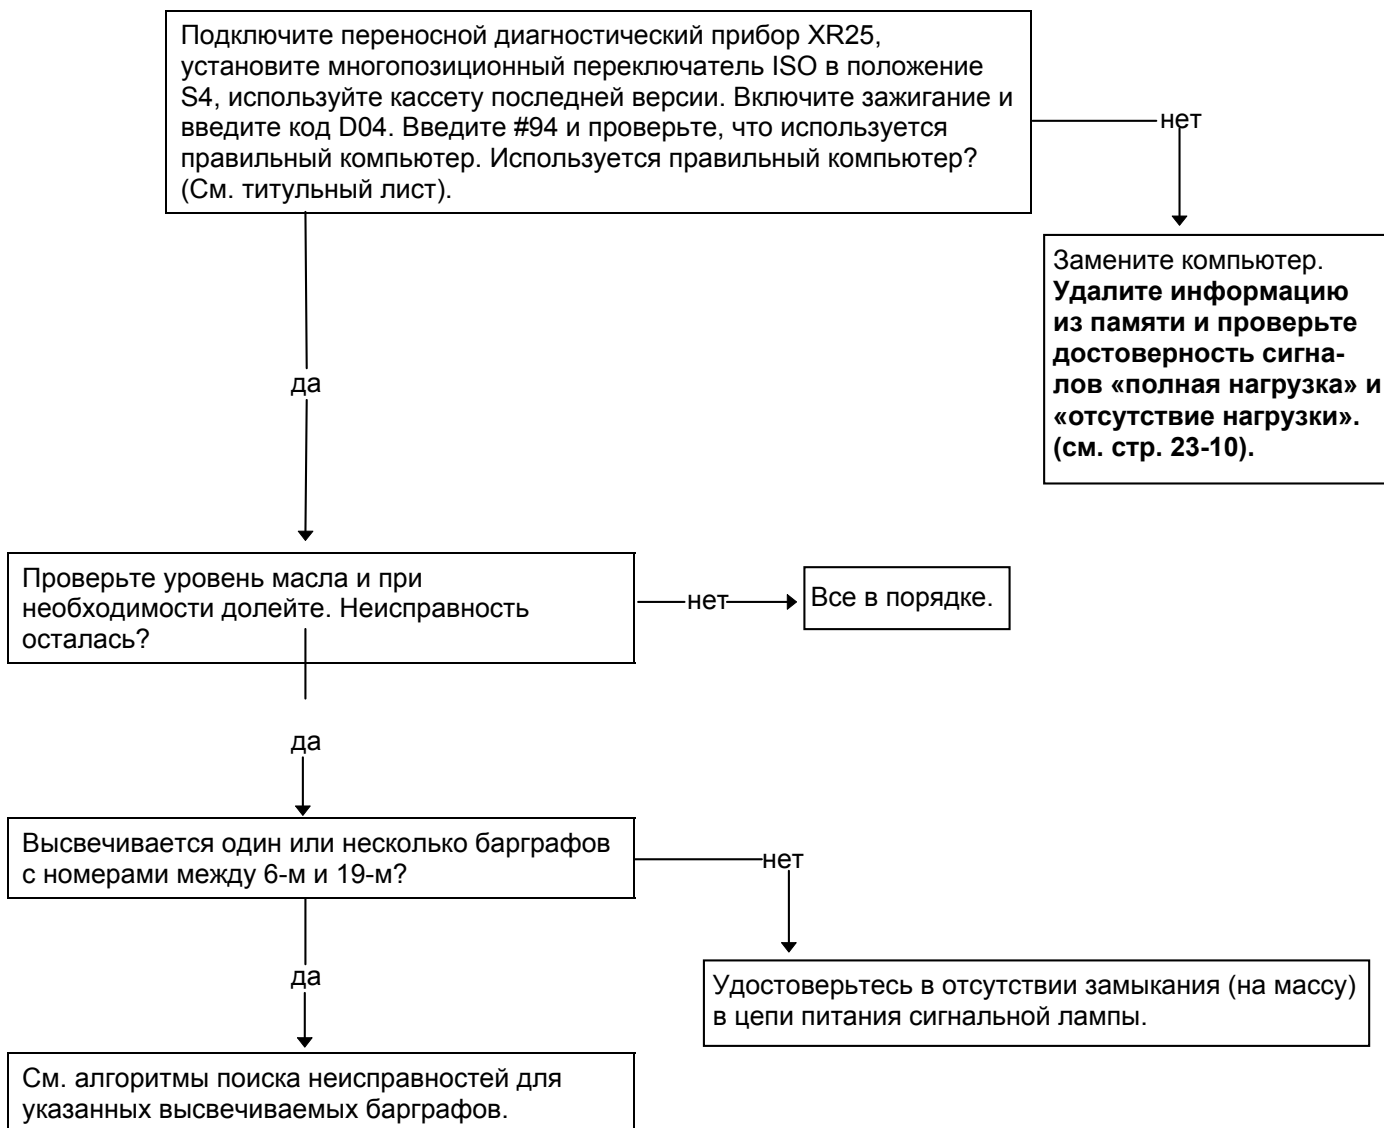 Подключите переносной диагностический прибор XR25,
установите многопозиционный переключатель ISO в положение
S4, используйте кассету последней версии. Включите зажигание и
введите код D04. Введите #94 и проверьте, что используется
правильный компьютер. Используется правильный компьютер?
(См. титульный лист).
нет
Замените компьютер.
Удалите информацию
из памяти и проверьте
достоверность сигна-
лов «полная нагрузка» и
«отсутствие нагрузки».
(см. стр. 23-10).
да
Проверьте уровень масла и при
необходимости долейте. Неисправность
осталась?
нет
Все в порядке.
да
Высвечивается один или несколько барграфов
с номерами между 6-м и 19-м?
нет
Удостоверьтесь в отсутствии замыкания (на массу)
в цепи питания сигнальной лампы.
да
См. алгоритмы поиска неисправностей для
указанных высвечиваемых барграфов.